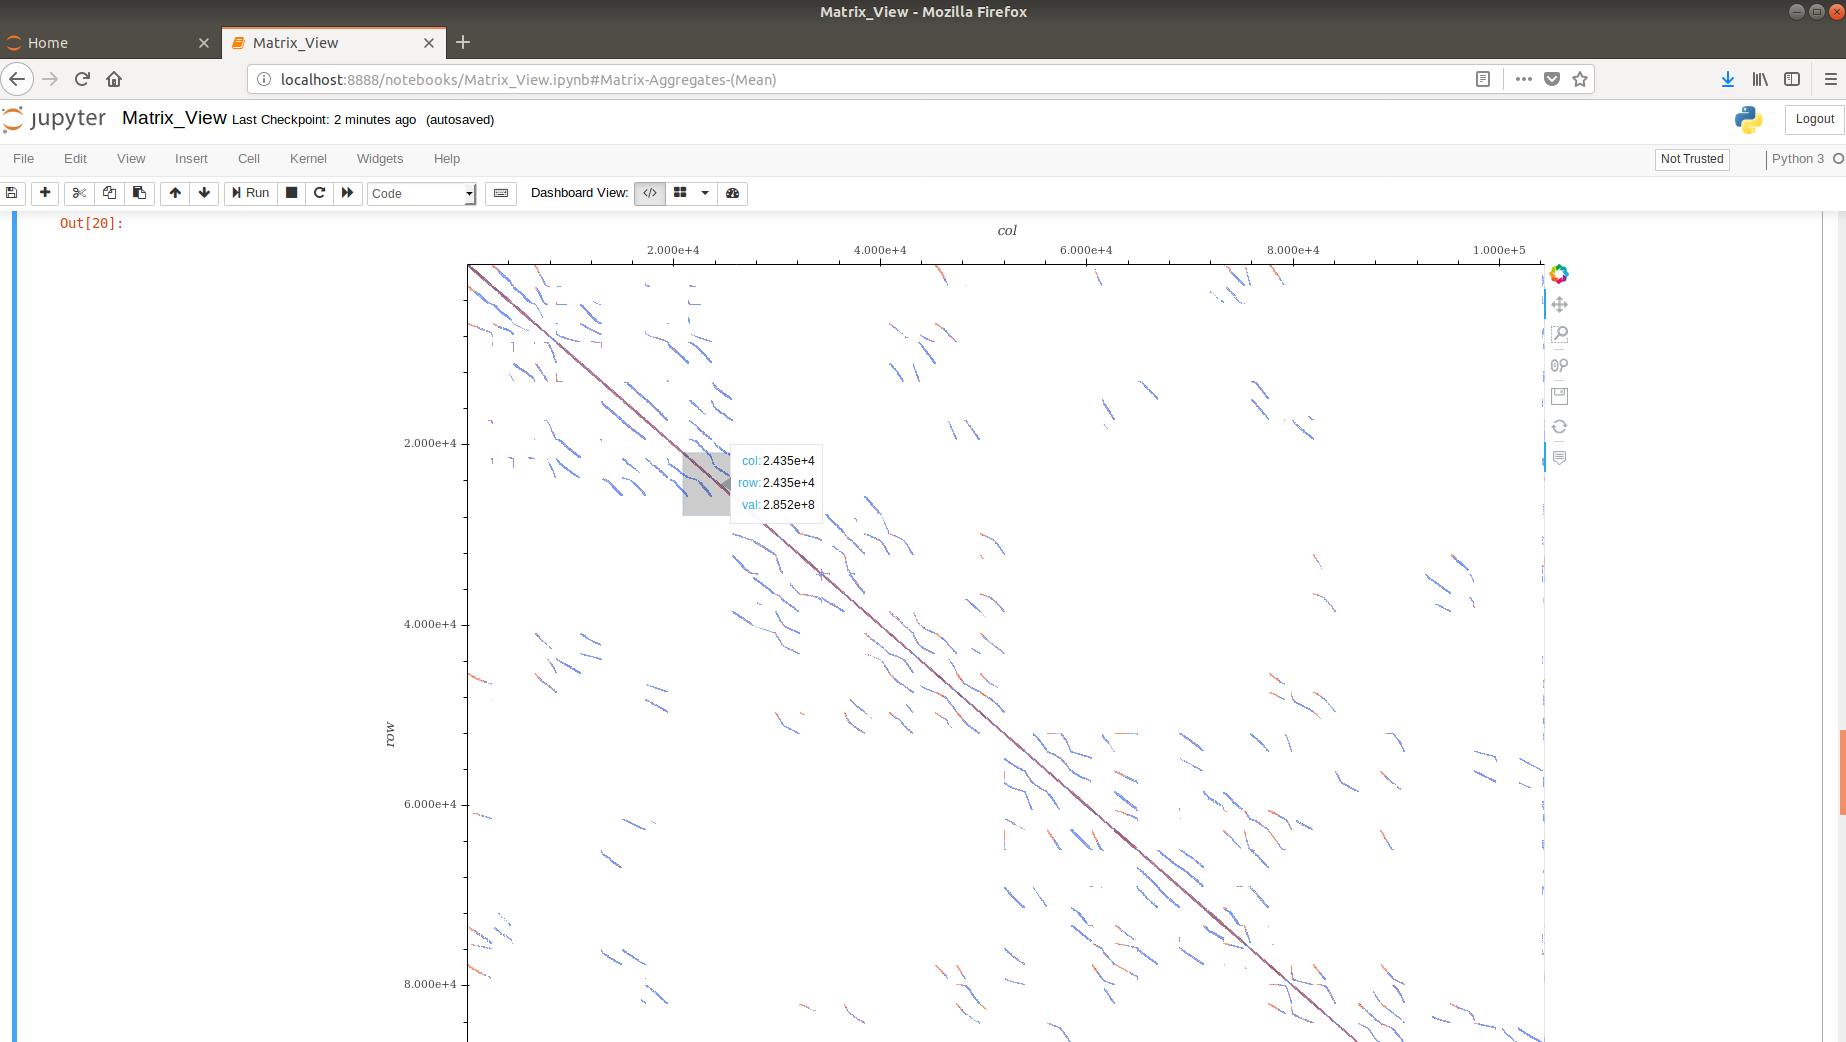 Matrix_View - Mozilla Firefox
Home
Matrix_View
localhost:8888/notebooks/Matrix_View.ipynb#Matrix-Aggregates-(Mean)
jupyter Matrix_View Last Checkpoint: 2 minutes ago (autosaved)
Logout
File Edit View Insert Cell Kernel Widgets Help
Not Trusted
Python 3
Run
Code
Dashboard View:
Out[20]:
col
2.000e+4 4.000e+4 6.000e+4 8.000e+4 1.000e+5
2.000e+4
col: 2.435e+4
row: 2.435e+4
val: 2.852e+8
4.000e+4
row
6.000e+4
8.000e+4